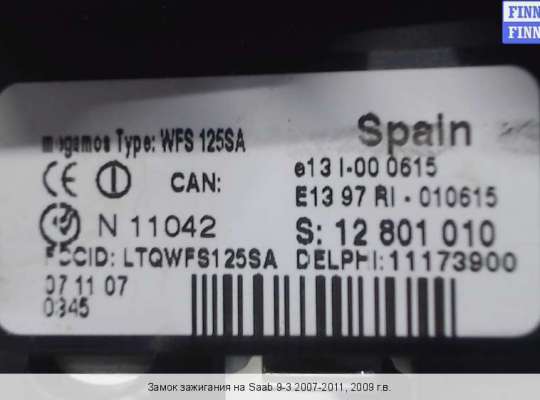 FINN
FINN
Spain
megamos Type: WFS 125SA
e13 I-00 0615
CE CAN:
E13 97 RI - 010615
N 11042
S: 12 801 010
FCCID: LTQWFS125SA
DELPHI:11173900
07 11 07
0345
Замок зажигания на Saab 9-3 2007-2011, 2009 г.в.